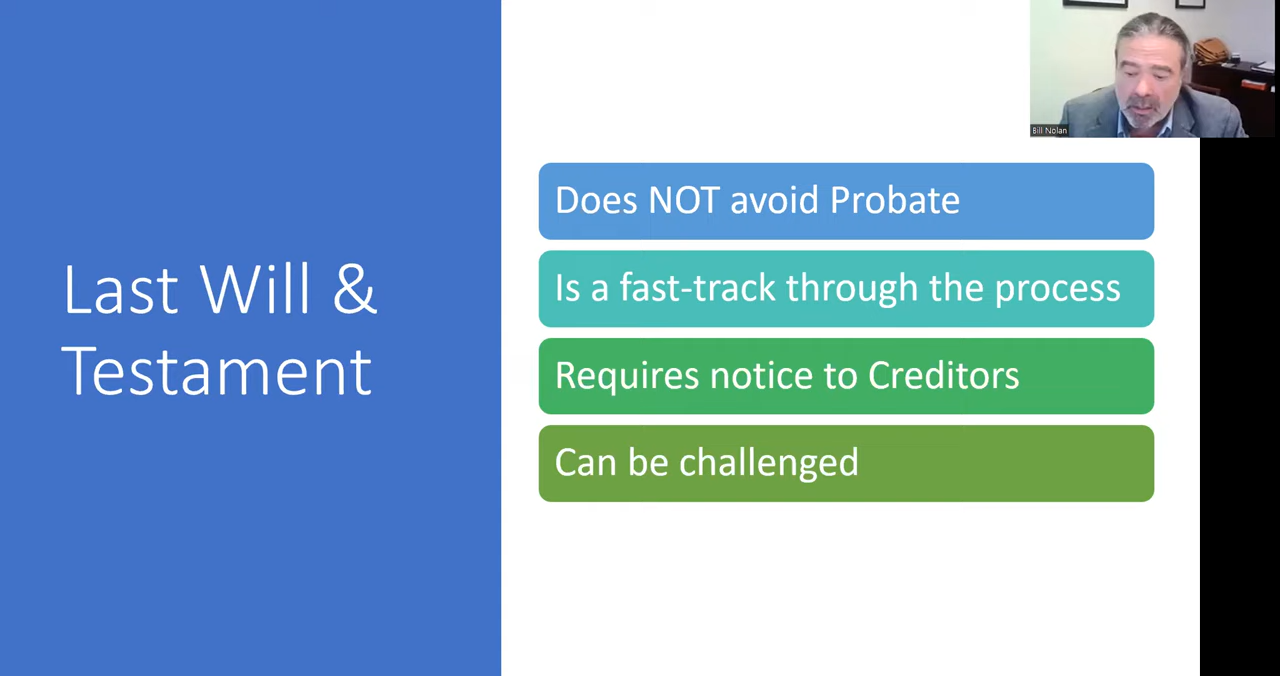 Last Will &
Testament
Does NOT avoid Probate
Is a fast-track through the process
Requires notice to Creditors
Can be challenged
Bill Nolan